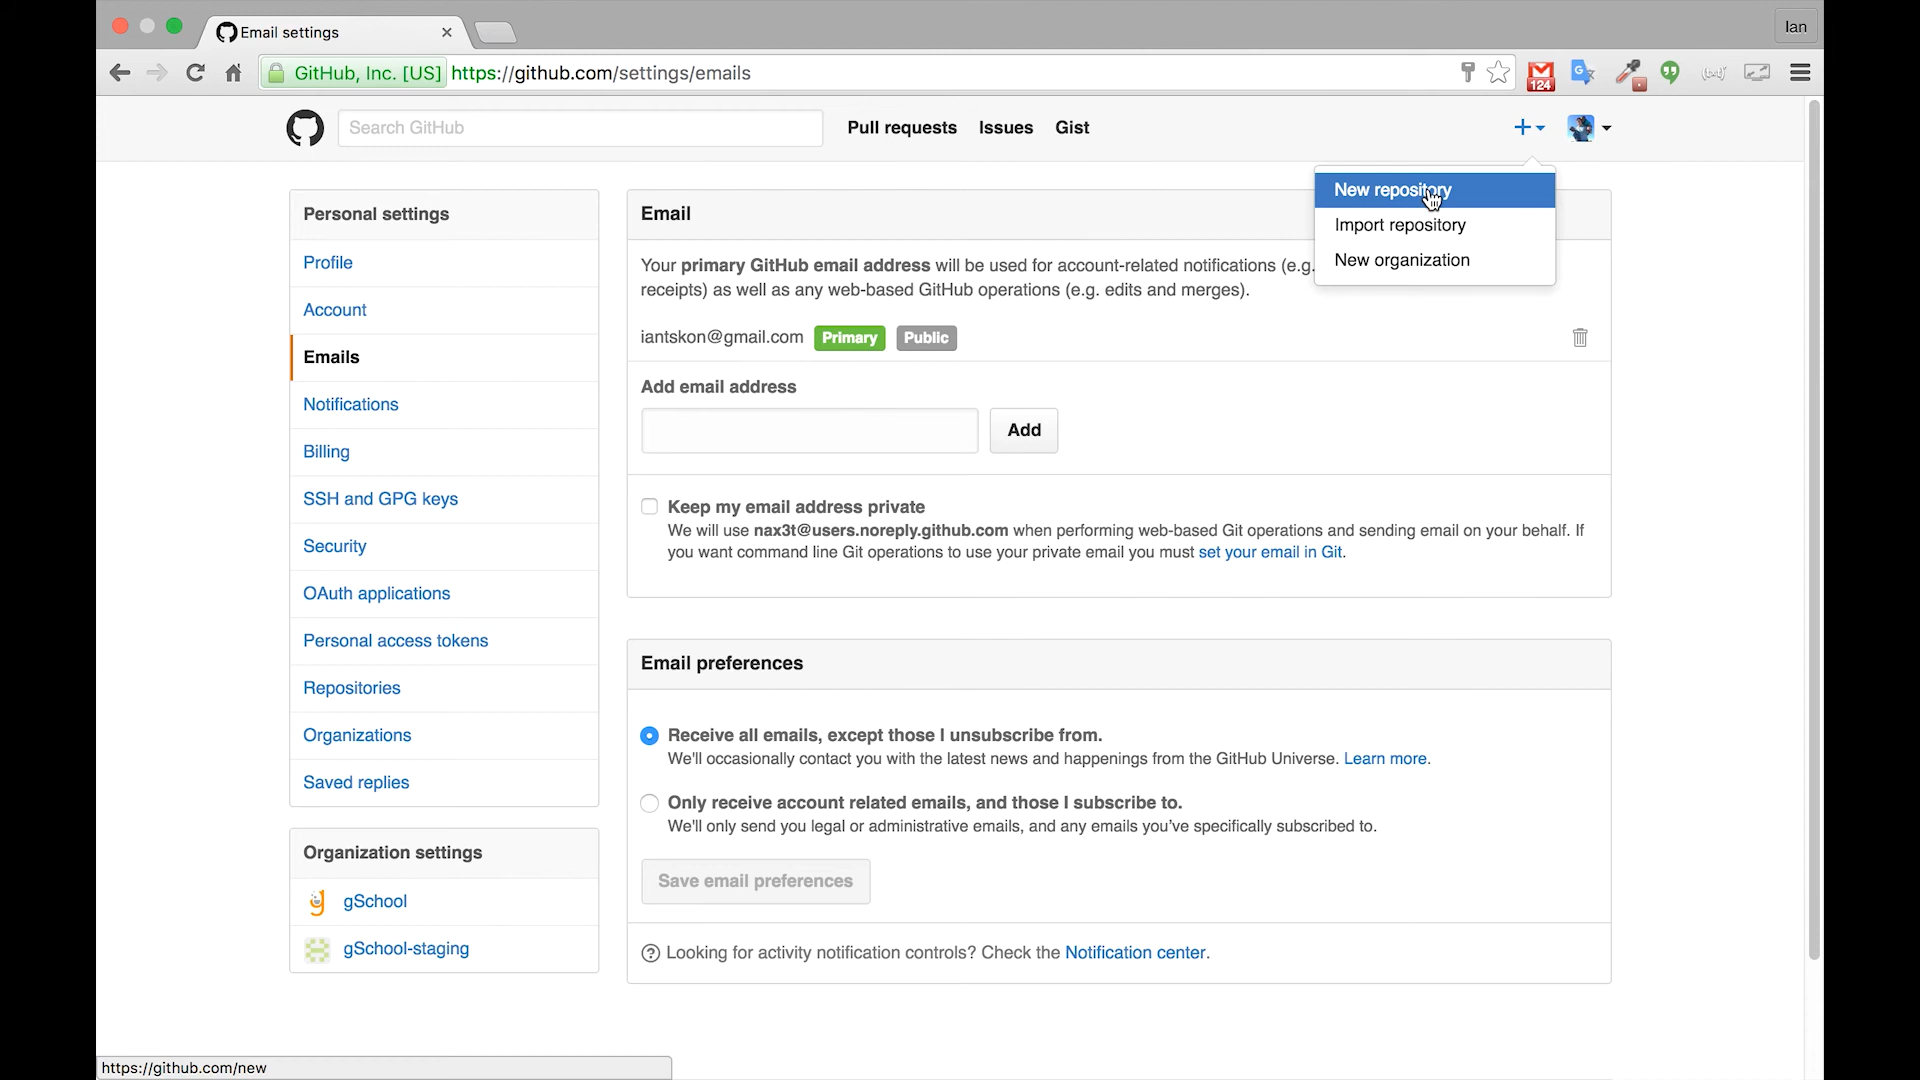 Email settings
Ian
GitHub, Inc. [US] https://github.com/settings/emails
124
Search GitHub
Pull requests
Issues
Gist
New repository
Import repository
New organization
Personal settings
Profile
Account
Emails
Notifications
Billing
SSH and GPG keys
Security
OAuth applications
Personal access tokens
Repositories
Organizations
Saved replies
Organization settings
gSchool
gSchool-staging
Email
Your primary GitHub email address will be used for account-related notifications (e.g.
receipts) as well as any web-based GitHub operations (e.g. edits and merges).
iantskon@gmail.com Primary Public
Add email address
Add
Keep my email address private
We will use nax3t@users.noreply.github.com when performing web-based Git operations and sending email on your behalf. If
you want command line Git operations to use your private email you must set your email in Git.
Email preferences
Receive all emails, except those I unsubscribe from.
We'll occasionally contact you with the latest news and happenings from the GitHub Universe. Learn more.
Only receive account related emails, and those I subscribe to.
We'll only send you legal or administrative emails, and any emails you've specifically subscribed to.
Save email preferences
Looking for activity notification controls? Check the Notification center.
https://github.com/new